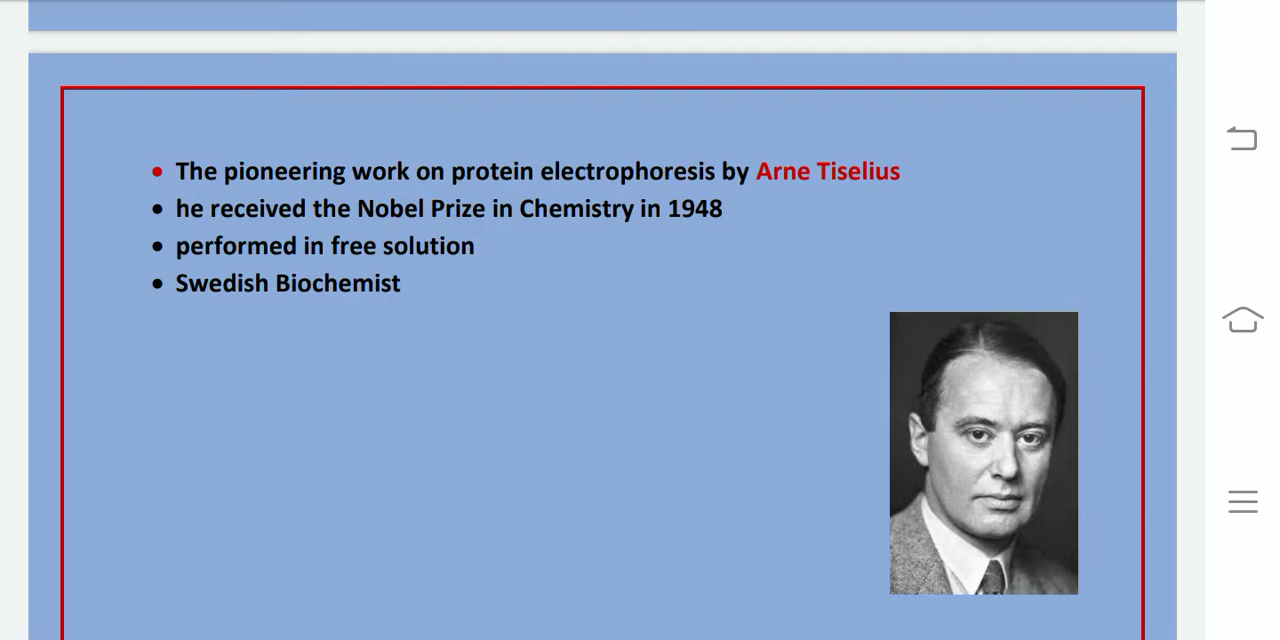 • The pioneering work on protein electrophoresis by Arne Tiselius
• he received the Nobel Prize in Chemistry in 1948
• performed in free solution
• Swedish Biochemist